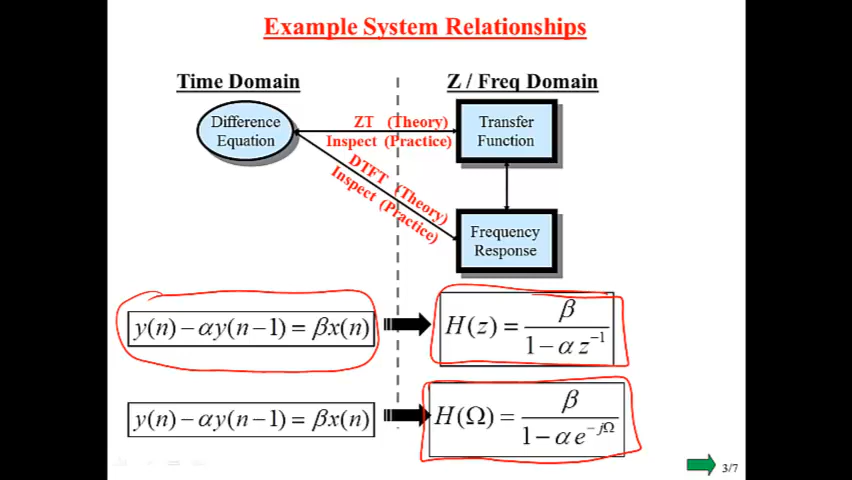 Example System Relationships
Time Domain
Z / Freq Domain
Difference
Equation
ZT (Theory)
Inspect (Practice)
Transfer
Function
DTFT (Theory)
Inspect (Practice)
Frequency
Response
y(n) − αy(n−1) = βx(n)
H(z) = β / (1 − α z⁻¹)
y(n) − αy(n−1) = βx(n)
H(Ω) = β / (1 − α e^{−jΩ})
3/7